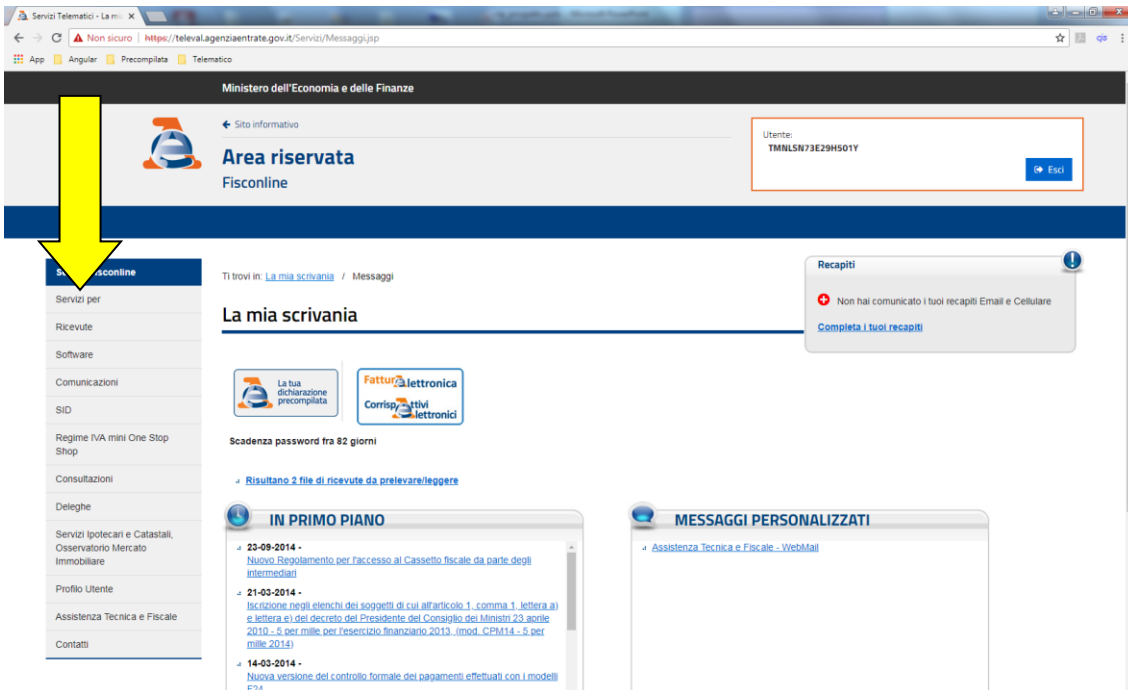 Servizi Telematici - La mi
Non sicuro | https://televal.agenziaentrate.gov.it/Servizi/Messaggi.jsp
App Angular Precompilata Telematico
Ministero dell'Economia e delle Finanze
Sito informativo
Area riservata
Fisconline
Utente:
TMNLSN73E29H501Y
Esci
sconline
Servizi per
Ricevute
Software
Comunicazioni
SID
Regime IVA mini One Stop
Shop
Consultazioni
Deleghe
Servizi Ipotecari e Catastali,
Osservatorio Mercato
Immobiliare
Profilo Utente
Assistenza Tecnica e Fiscale
Contatti
Ti trovi in: La mia scrivania / Messaggi
La mia scrivania
Recapiti
Non hai comunicato i tuoi recapiti Email e Cellulare
Completa i tuoi recapiti
La tua
dichiarazione
precompilata
Fattura elettronica
Corrispettivi
elettronici
Scadenza password fra 82 giorni
Risultano 2 file di ricevute da prelevare/leggere
IN PRIMO PIANO
23-09-2014 -
Nuovo Regolamento per l'accesso al Cassetto fiscale da parte degli
intermediari
21-03-2014 -
Iscrizione negli elenchi dei soggetti di cui all'articolo 1, comma 1, lettera a)
e lettera e) del decreto del Presidente del Consiglio dei Ministri 23 aprile
2010 - 5 per mille per l'esercizio finanziario 2013, (mod. CPM14 - 5 per
mille 2014)
14-03-2014 -
Nuova versione del controllo formale dei pagamenti effettuati con i modelli
F24
MESSAGGI PERSONALIZZATI
Assistenza Tecnica e Fiscale - WebMail